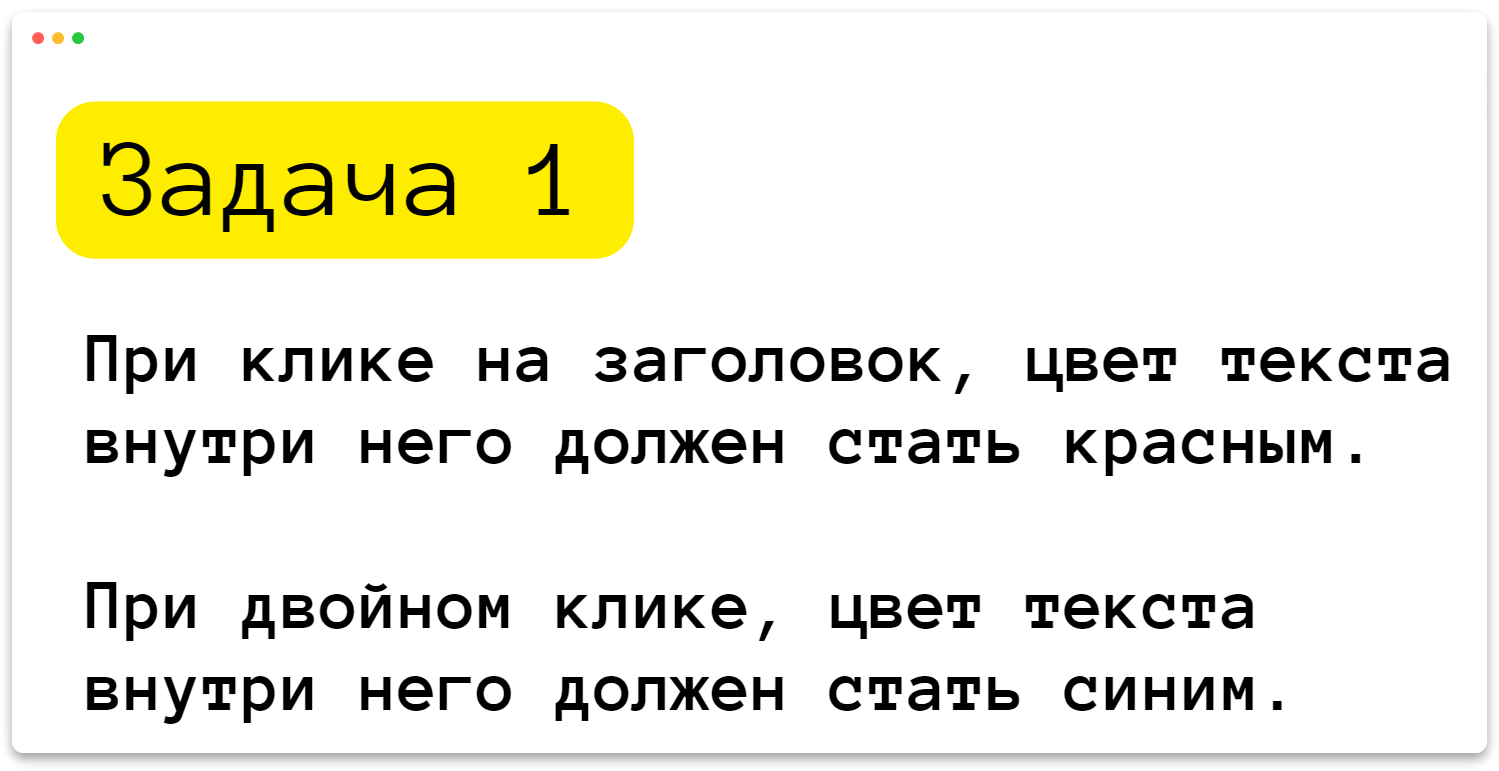 Задача 1
При клике на заголовок, цвет текста
внутри него должен стать красным.
При двойном клике, цвет текста
внутри него должен стать синим.